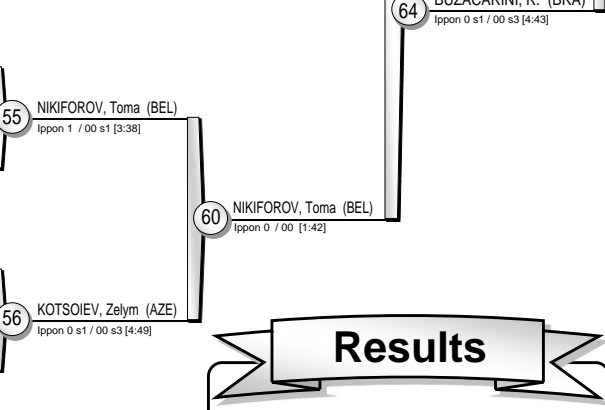 64 BUZACARINI, R. (BRA)
Ippon 0 s1 / 00 s3 [4:43]
55 NIKIFOROV, Toma (BEL)
Ippon 1 / 00 s1 [3:38]
60 NIKIFOROV, Toma (BEL)
Ippon 0 / 00 [1:42]
56 KOTSOIEV, Zelym (AZE)
Ippon 0 s1 / 00 s3 [4:49]
Results